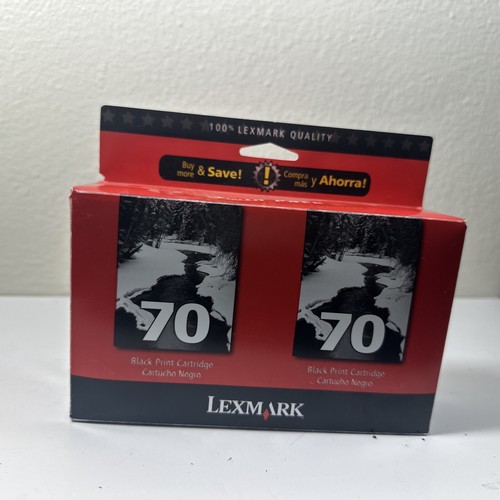 100% LEXMARK QUALITY
Buy more & Save!
! 
Compra más y Ahorra!
70
Black Print Cartridge
Cartucho Negro
70
Black Print Cartridge
Cartucho Negro
LEXMARK